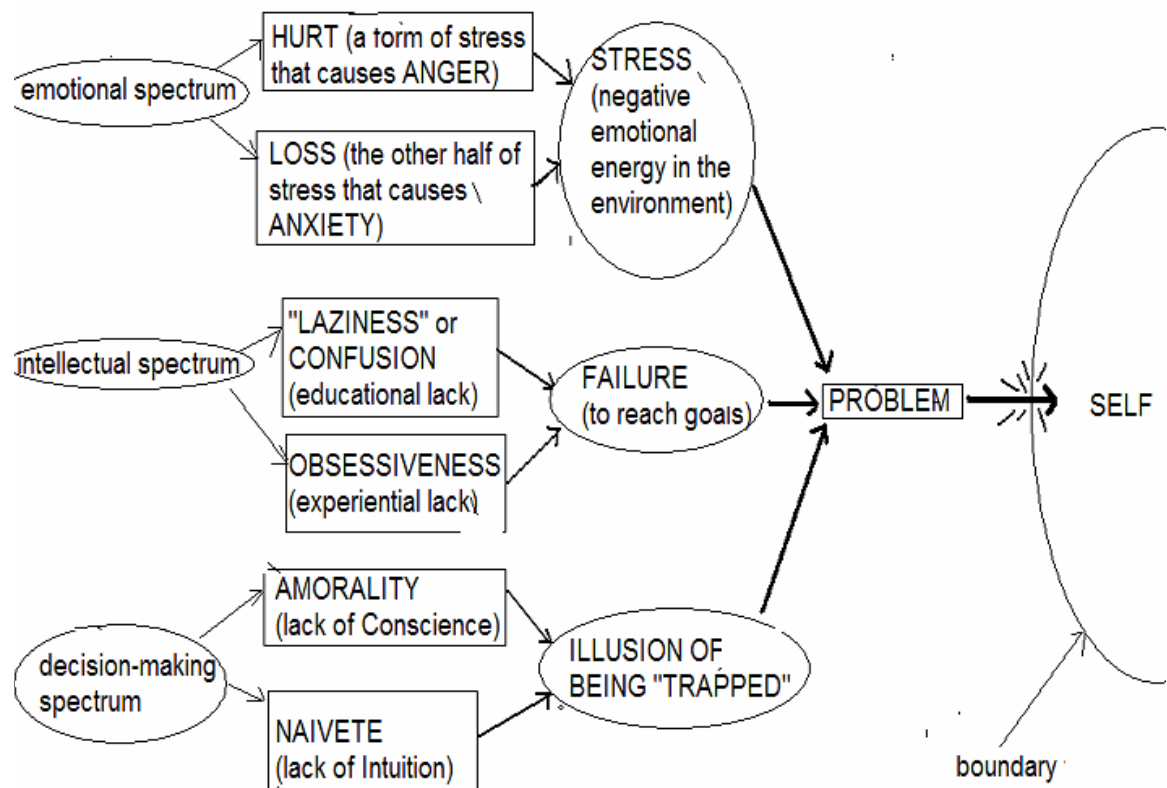 HURT (a form of stress
that causes ANGER)
emotional spectrum
LOSS (the other half of
stress that causes
ANXIETY)
STRESS
(negative
emotional
energy in the
environment)
"LAZINESS" or
CONFUSION
(educational lack)
intellectual spectrum
OBSESSIVENESS
(experiential lack)
FAILURE
(to reach goals)
PROBLEM
SELF
AMORALITY
(lack of Conscience)
decision-making
spectrum
NAIVETE
(lack of Intuition)
ILLUSION OF
BEING "TRAPPED"
boundary